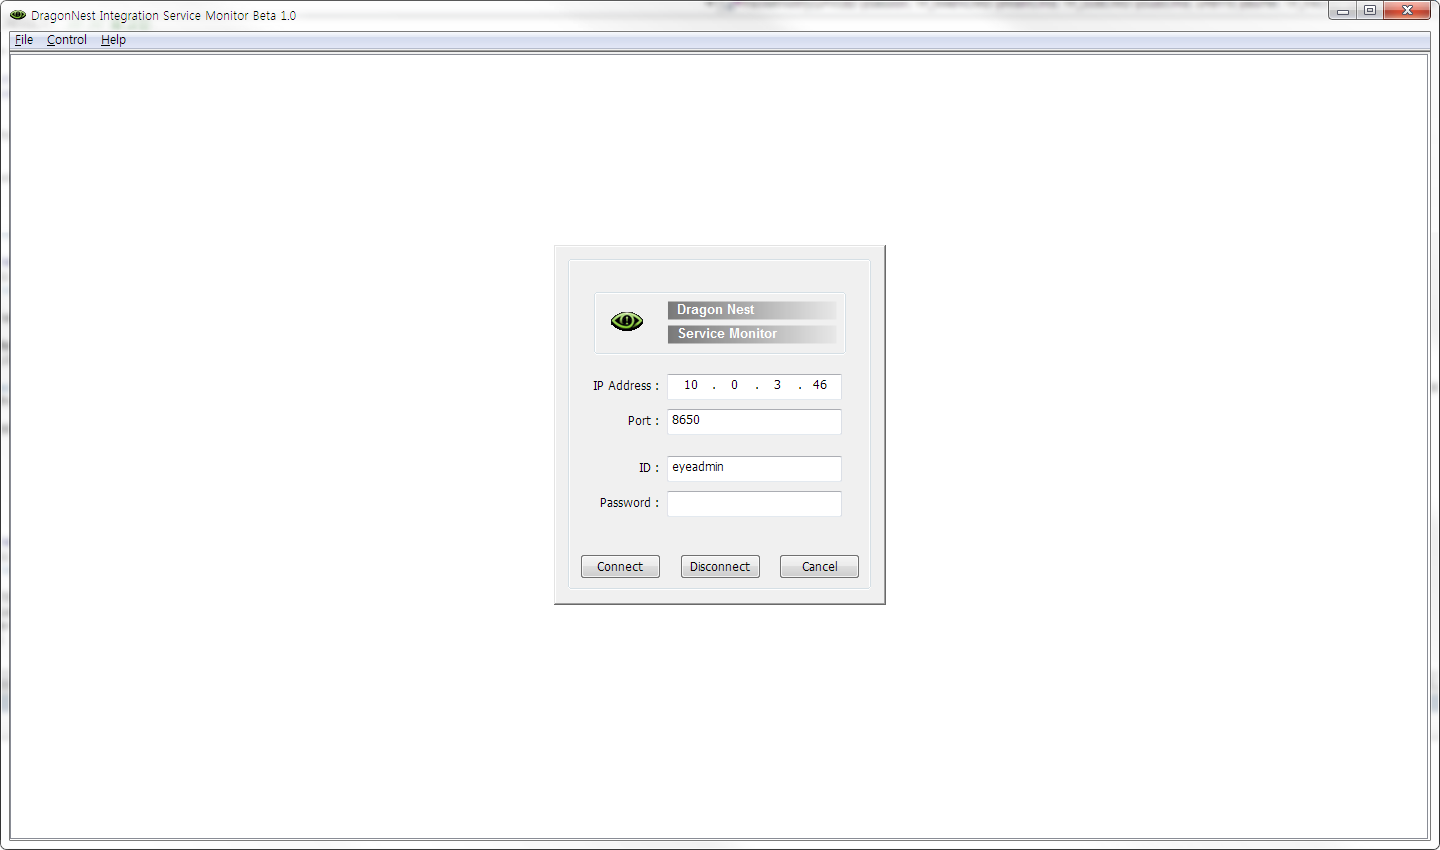 DragonNest Integration Service Monitor Beta 1.0
File Control Help
Dragon Nest
Service Monitor
IP Address : 10 . 0 . 3 . 46
Port : 8650
ID : eyeadmin
Password :
Connect Disconnect Cancel